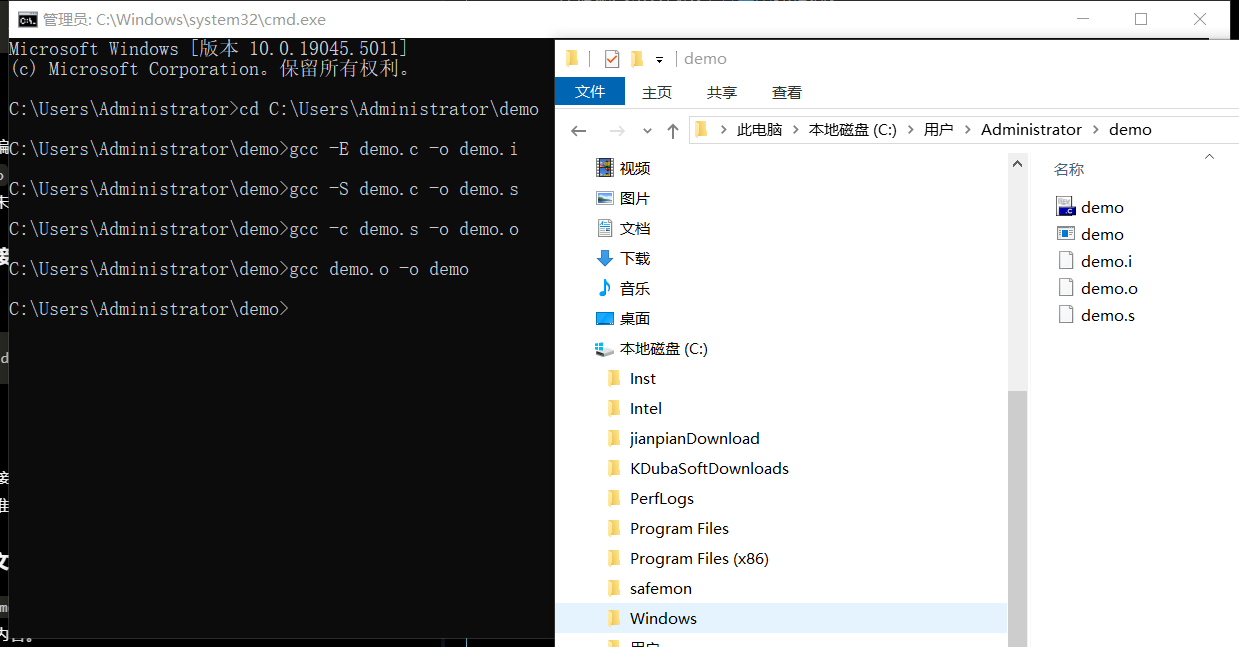 管理员: C:\Windows\system32\cmd.exe
Microsoft Windows [版本 10.0.19045.5011]
(c) Microsoft Corporation。保留所有权利。
C:\Users\Administrator>cd C:\Users\Administrator\demo
C:\Users\Administrator\demo>gcc -E demo.c -o demo.i
C:\Users\Administrator\demo>gcc -S demo.c -o demo.s
C:\Users\Administrator\demo>gcc -c demo.s -o demo.o
C:\Users\Administrator\demo>gcc demo.o -o demo
C:\Users\Administrator\demo>
demo
文件 主页 共享 查看
此电脑 > 本地磁盘 (C:) > 用户 > Administrator > demo
视频
图片
文档
下载
音乐
桌面
本地磁盘 (C:)
Inst
Intel
jianpianDownload
KDubaSoftDownloads
PerfLogs
Program Files
Program Files (x86)
safemon
Windows
用户
名称
demo
demo
demo.i
demo.o
demo.s